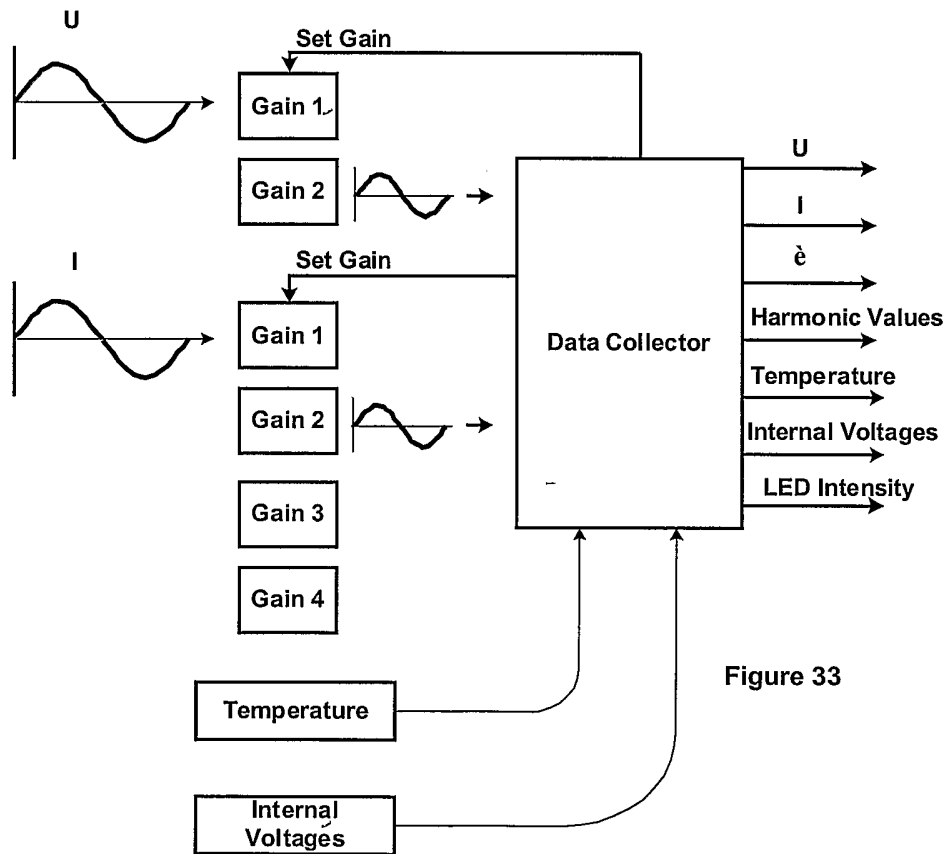 U
Set Gain
Gain 1
Gain 2
U
I
è
Harmonic Values
Temperature
Internal Voltages
LED Intensity
I
Set Gain
Gain 1
Gain 2
Gain 3
Gain 4
Data Collector
Figure 33
Temperature
Internal
Voltages